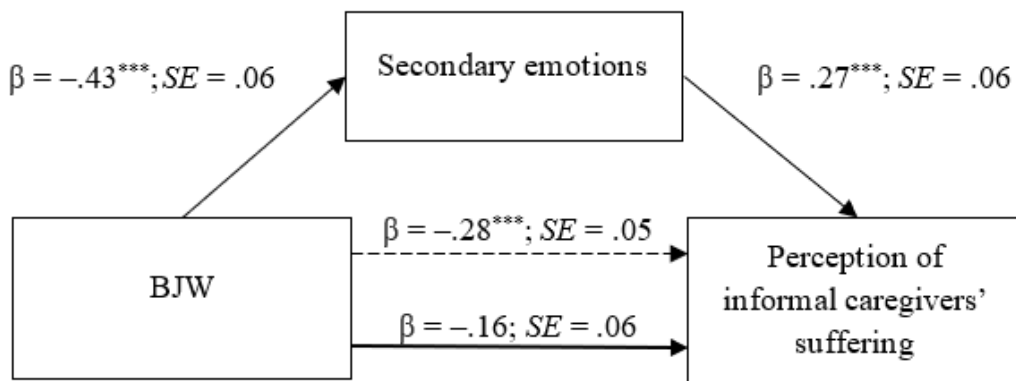 Secondary emotions
β = –.43***; SE = .06
β = .27***; SE = .06
β = –.28***; SE = .05
BJW
Perception of
informal caregivers’
suffering
β = –.16; SE = .06